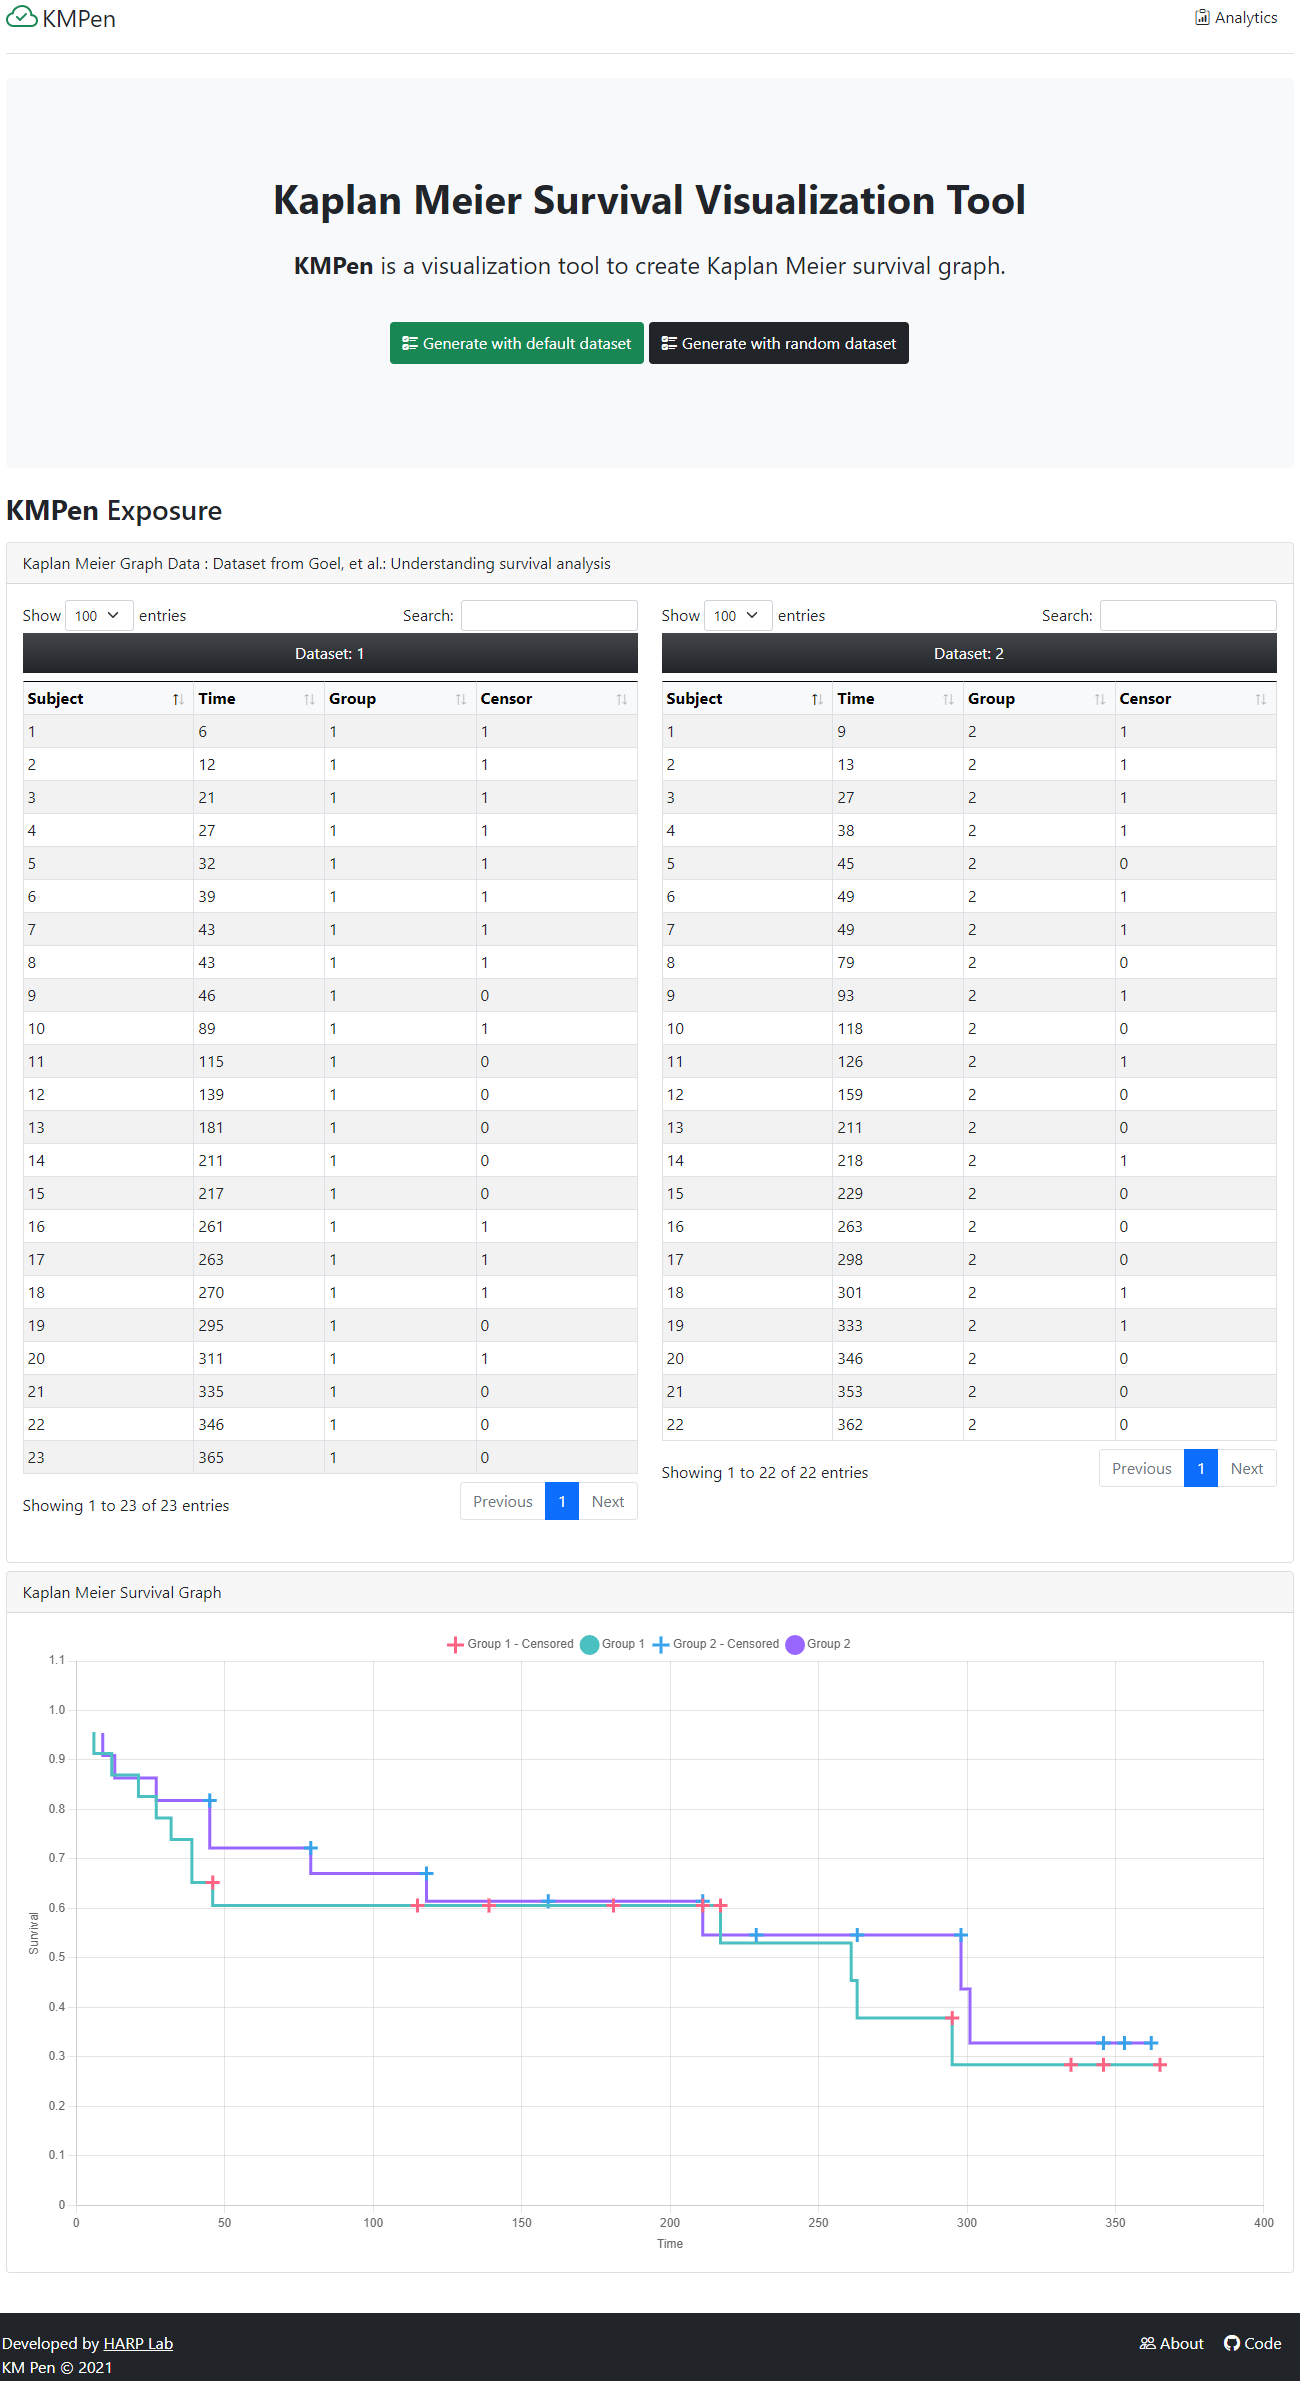 KMPen
Analytics
Kaplan Meier Survival Visualization Tool
KMPen is a visualization tool to create Kaplan Meier survival graph.
Generate with default dataset
Generate with random dataset
KMPen Exposure
Kaplan Meier Graph Data : Dataset from Goel, et al.: Understanding survival analysis
Show 100 entries Search:
Dataset: 1
Subject Time Group Censor
1 6 1 1
2 12 1 1
3 21 1 1
4 27 1 1
5 32 1 1
6 39 1 1
7 43 1 1
8 43 1 1
9 46 1 0
10 89 1 1
11 115 1 0
12 139 1 0
13 181 1 0
14 211 1 0
15 217 1 0
16 261 1 1
17 263 1 1
18 270 1 1
19 295 1 0
20 311 1 1
21 335 1 0
22 346 1 0
23 365 1 0
Showing 1 to 23 of 23 entries
Previous 1 Next
Show 100 entries Search:
Dataset: 2
Subject Time Group Censor
1 9 2 1
2 13 2 1
3 27 2 1
4 38 2 1
5 45 2 0
6 49 2 1
7 49 2 1
8 79 2 0
9 93 2 1
10 118 2 0
11 126 2 1
12 159 2 0
13 211 2 0
14 218 2 1
15 229 2 0
16 263 2 0
17 298 2 0
18 301 2 1
19 333 2 1
20 346 2 0
21 353 2 0
22 362 2 0
Showing 1 to 22 of 22 entries
Previous 1 Next
Kaplan Meier Survival Graph
Group 1 - Censored Group 1 Group 2 - Censored Group 2
1.1
1.0
0.9
0.8
0.7
0.6
0.5
0.4
0.3
0.2
0.1
0
Survival
0 50 100 150 200 250 300 350 400
Time
Developed by HARP Lab
KM Pen © 2021
About
Code